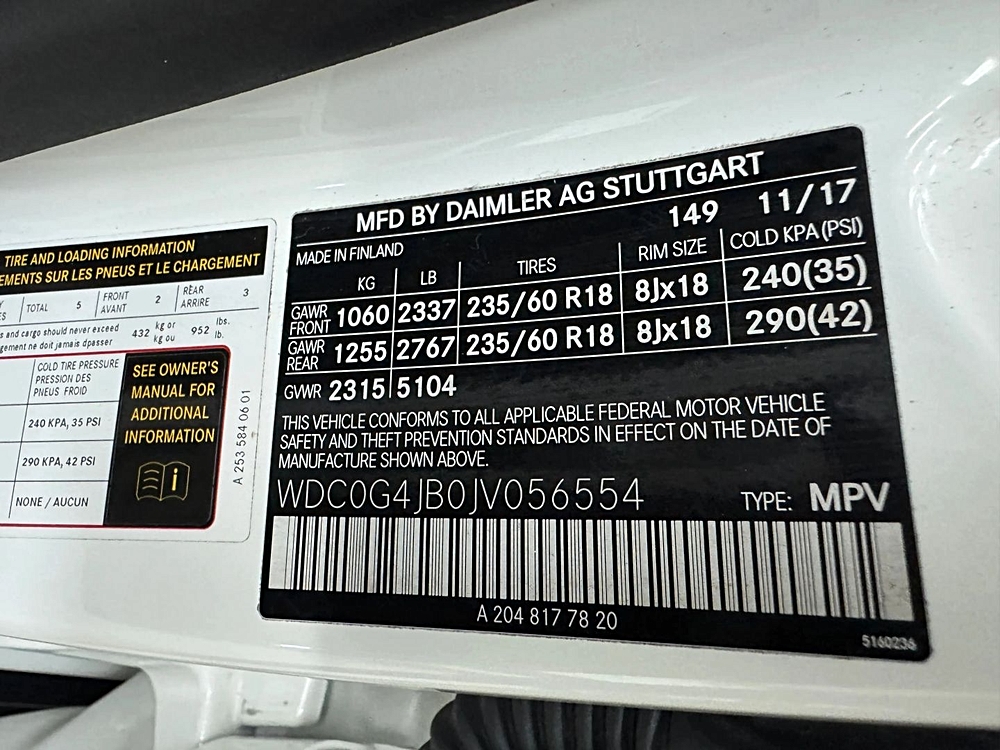 TIRE AND LOADING INFORMATION
EMENTS SUR LES PNEUS ET LE CHARGEMENT
TOTAL 5 FRONT AVANT 2 REAR ARRIÈRE 3
s and cargo should never exceed 432 kg or 952 lbs.
gement ne doit jamais dpasser kg ou lb.
COLD TIRE PRESSURE
PRESSION DES
PNEUS FROID
240 KPA, 35 PSI
290 KPA, 42 PSI
NONE / AUCUN
SEE OWNER'S
MANUAL FOR
ADDITIONAL
INFORMATION
A 253 584 06 01
MFD BY DAIMLER AG STUTTGART
149 11/17
MADE IN FINLAND
KG LB TIRES RIM SIZE COLD KPA(PSI)
GAWR FRONT 1060 2337 235/60 R18 8Jx18 240(35)
GAWR REAR 1255 2767 235/60 R18 8Jx18 290(42)
GVWR 2315 5104
THIS VEHICLE CONFORMS TO ALL APPLICABLE FEDERAL MOTOR VEHICLE
SAFETY AND THEFT PREVENTION STANDARDS IN EFFECT ON THE DATE OF
MANUFACTURE SHOWN ABOVE.
WDC0G4JB0JV056554 TYPE: MPV
A 204 817 78 20
5160236